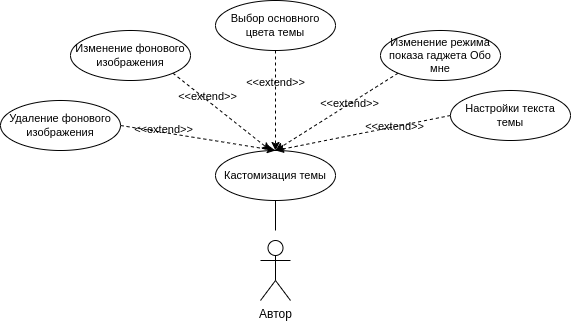 Выбор основного
цвета темы
Изменение фонового
изображения
Изменение режима
показа гаджета Обо
мне
<<extend>>
<<extend>>
<<extend>>
Настройки текста
темы
Удаление фонового
изображения
<<extend>>
<<extend>>
Кастомизация темы
Автор